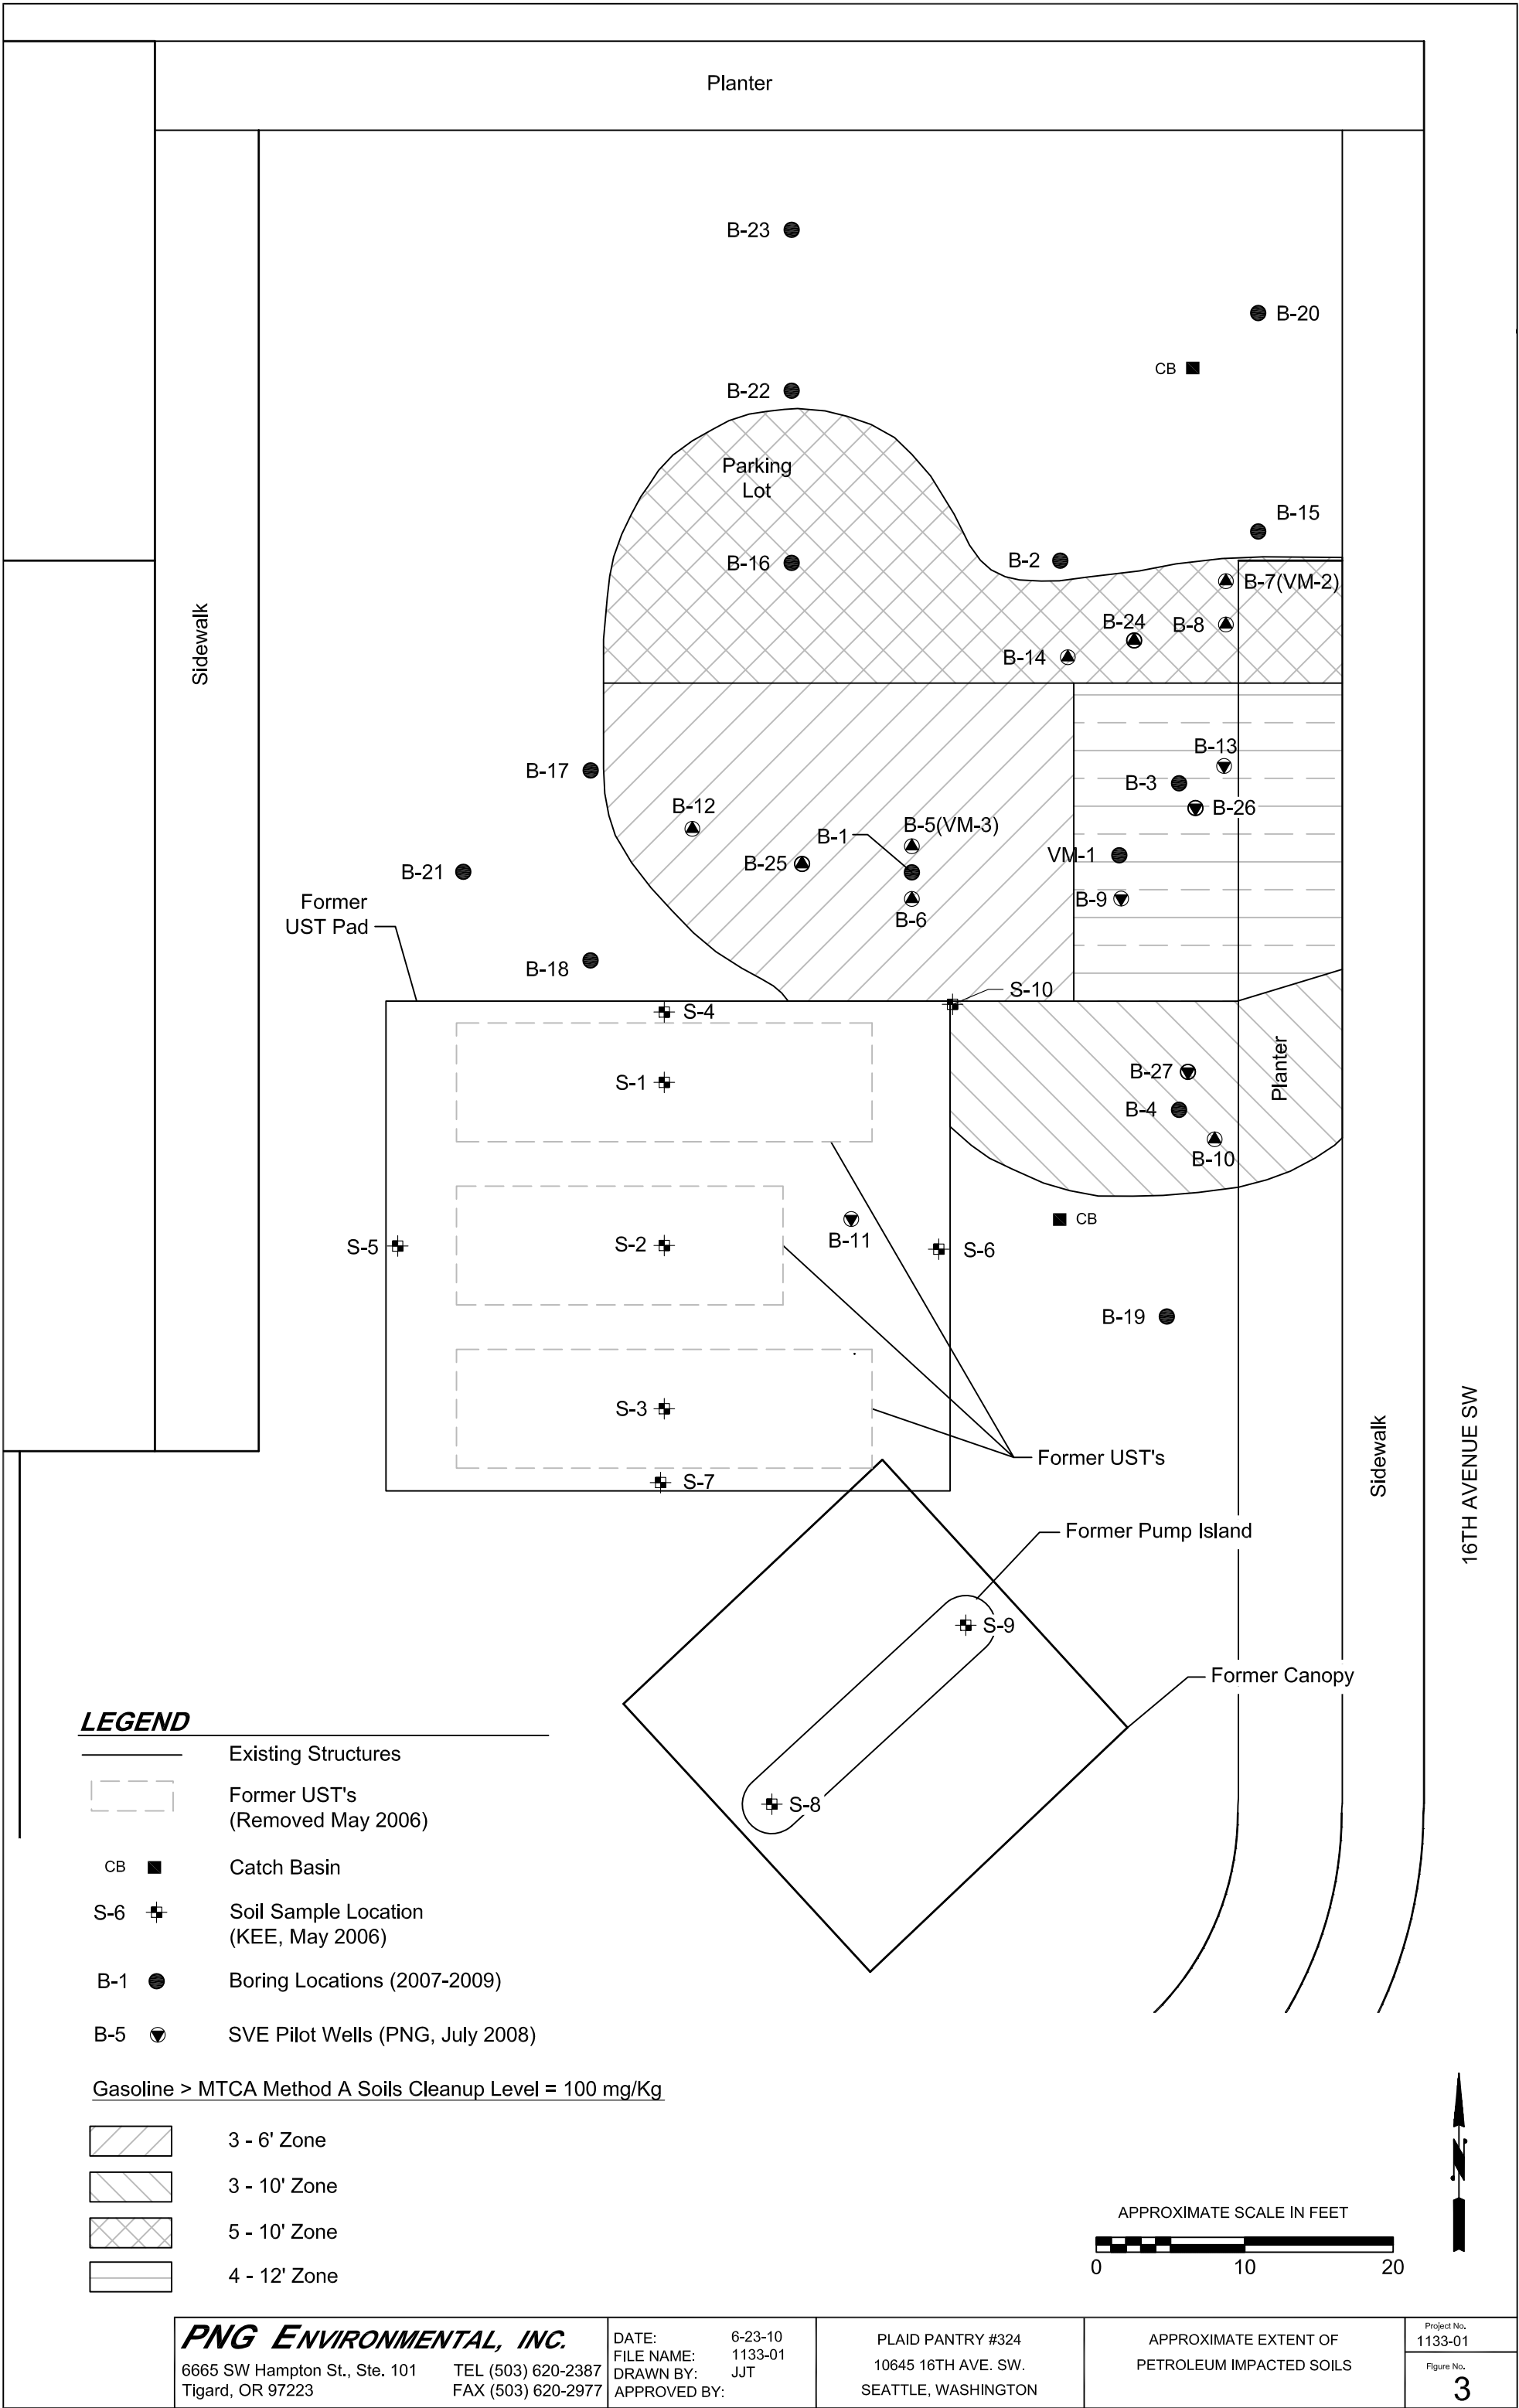 Planter
B-23
B-20
CB
B-22
Parking
Lot
B-15
B-2
B-16
B-7(VM-2)
B-24
B-8
B-14
Sidewalk
B-13
B-17
B-3
B-12
B-26
B-5(VM-3)
B-1
VM-1
B-25
B-21
B-9
Former
UST Pad
B-6
B-18
S-10
S-4
B-27
Planter
S-1
B-4
B-10
CB
S-5
S-2
B-11
S-6
B-19
S-3
Former UST's
Sidewalk
16TH AVENUE SW
S-7
Former Pump Island
S-9
Former Canopy
S-8
LEGEND
Existing Structures
Former UST's
(Removed May 2006)
CB Catch Basin
S-6 Soil Sample Location
(KEE, May 2006)
B-1 Boring Locations (2007-2009)
B-5 SVE Pilot Wells (PNG, July 2008)
Gasoline > MTCA Method A Soils Cleanup Level = 100 mg/Kg
3 - 6' Zone
3 - 10' Zone
5 - 10' Zone
4 - 12' Zone
N
APPROXIMATE SCALE IN FEET
0 10 20
PNG ENVIRONMENTAL, INC.
6665 SW Hampton St., Ste. 101 TEL (503) 620-2387
Tigard, OR 97223 FAX (503) 620-2977
DATE: 6-23-10
FILE NAME: 1133-01
DRAWN BY: JJT
APPROVED BY:
PLAID PANTRY #324
10645 16TH AVE. SW.
SEATTLE, WASHINGTON
APPROXIMATE EXTENT OF
PETROLEUM IMPACTED SOILS
Project No.
1133-01
Figure No.
3